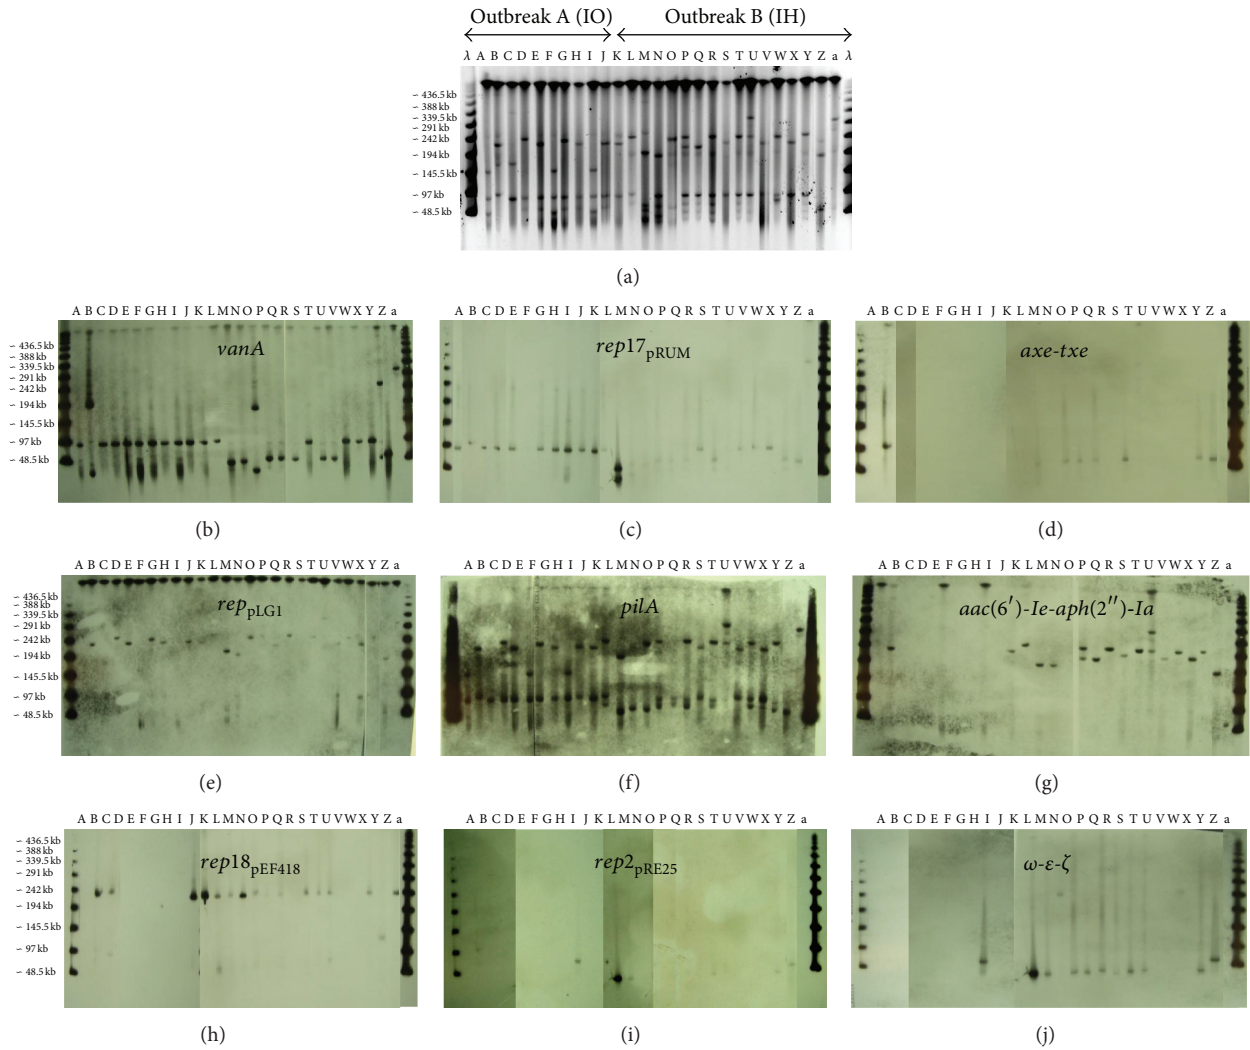 Outbreak A (IO) Outbreak B (IH)
λ A B C D E F G H I J K L M N O P Q R S T U V W X Y Z a λ
436.5 kb
388 kb
339.5 kb
291 kb
242 kb
194 kb
145.5 kb
97 kb
48.5 kb
(a)
A B C D E F G H I J K L M N O P Q R S T U V W X Y Z a
436.5 kb
388 kb
339.5 kb
291 kb
242 kb
194 kb
145.5 kb
97 kb
48.5 kb
vanA
(b)
A B C D E F G H I J K L M N O P Q R S T U V W X Y Z a
rep17pRUM
(c)
A B C D E F G H I J K L M N O P Q R S T U V W X Y Z a
axe-txe
(d)
A B C D E F G H I J K L M N O P Q R S T U V W X Y a
436.5 kb
388 kb
339.5 kb
291 kb
242 kb
194 kb
145.5 kb
97 kb
48.5 kb
reppLG1
(e)
A B C D E F G H I J K L M N O P Q R S T U V W X Y Z a
pilA
(f)
A B C D E F G H I J K L M N O P Q R S T U V W X Y Z a
aac(6′)-Ie-aph(2″)-Ia
(g)
A B C D E F G H I J K L M N O P Q R S T U V W X Y Z a
436.5 kb
388 kb
339.5 kb
291 kb
242 kb
194 kb
145.5 kb
97 kb
48.5 kb
rep18pEF418
(h)
A B C D E F G H I J K L M N O P Q R S T U V W X Y Z a
rep2pRE25
(i)
A B C D E F G H I J K L M N O P Q R S T U V W X Y Z a
ω-ε-ζ
(j)